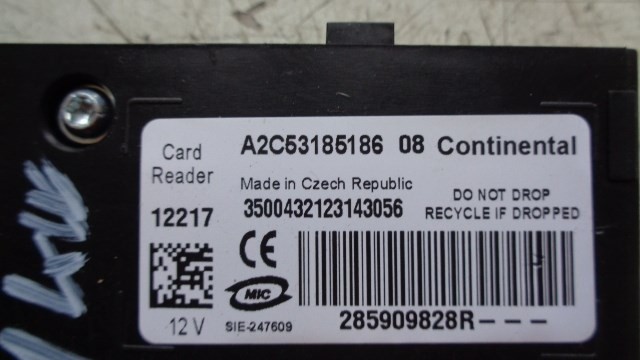 Card Reader
A2C53185186 08 Continental
Made in Czech Republic
12217
3500432123143056
DO NOT DROP
RECYCLE IF DROPPED
CE
MIC
12 V
SIE-247609
285909828R---